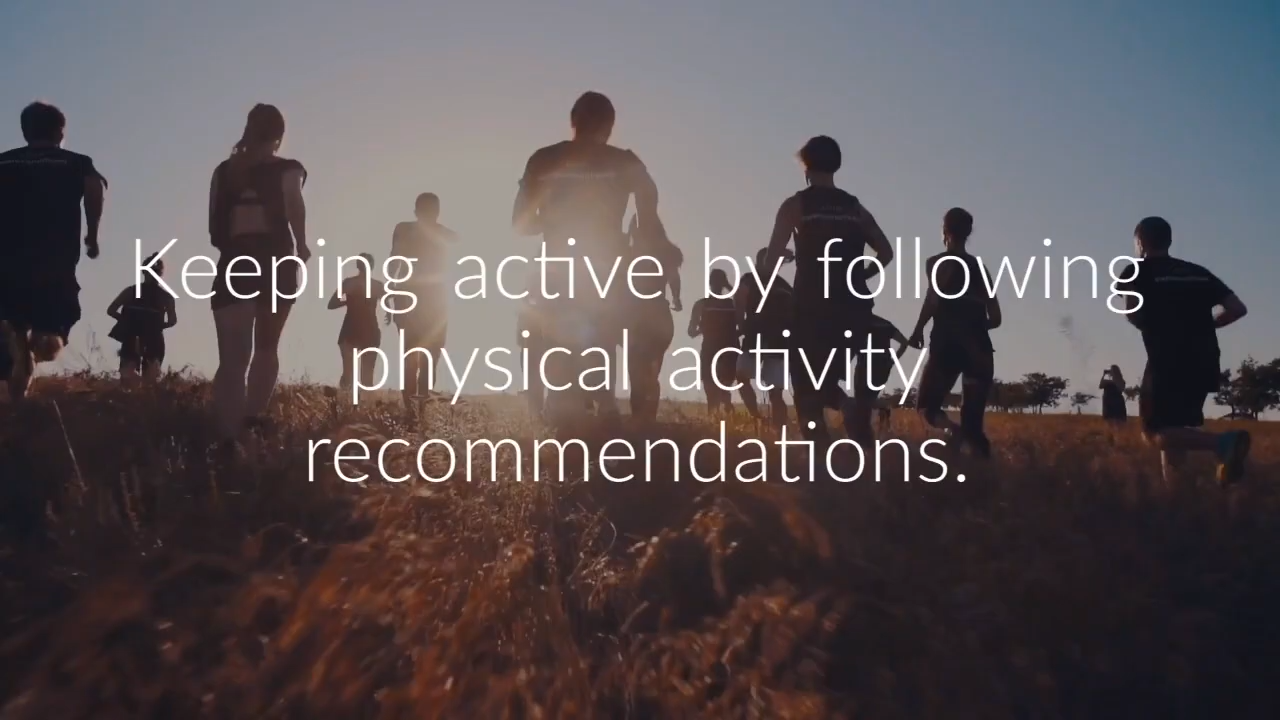 Keeping active by following
physical activity
recommendations.